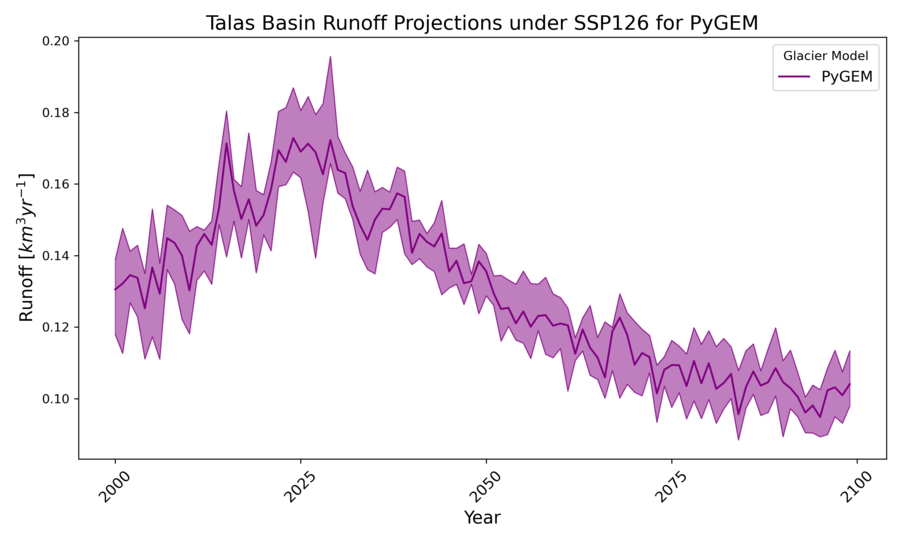 Talas Basin Runoff Projections under SSP126 for PyGEM
Glacier Model
PyGEM
Runoff [km³yr⁻¹]
0.20
0.18
0.16
0.14
0.12
0.10
2000
2025
2050
2075
2100
Year